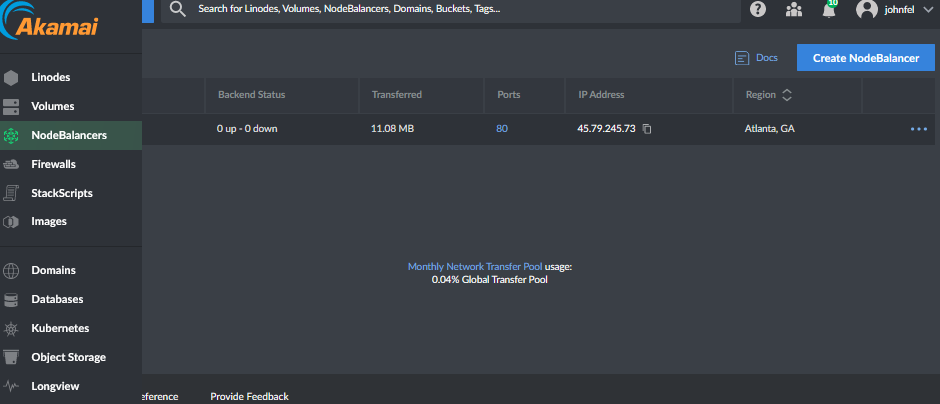 Akamai
Search for Linodes, Volumes, NodeBalancers, Domains, Buckets, Tags...
10
johnfel
Docs
Create NodeBalancer
Linodes
Volumes
NodeBalancers
Firewalls
StackScripts
Images
Domains
Databases
Kubernetes
Object Storage
Longview
Backend Status Transferred Ports IP Address Region
0 up - 0 down 11.08 MB 80 45.79.245.73 Atlanta, GA
Monthly Network Transfer Pool usage:
0.04% Global Transfer Pool
eference Provide Feedback